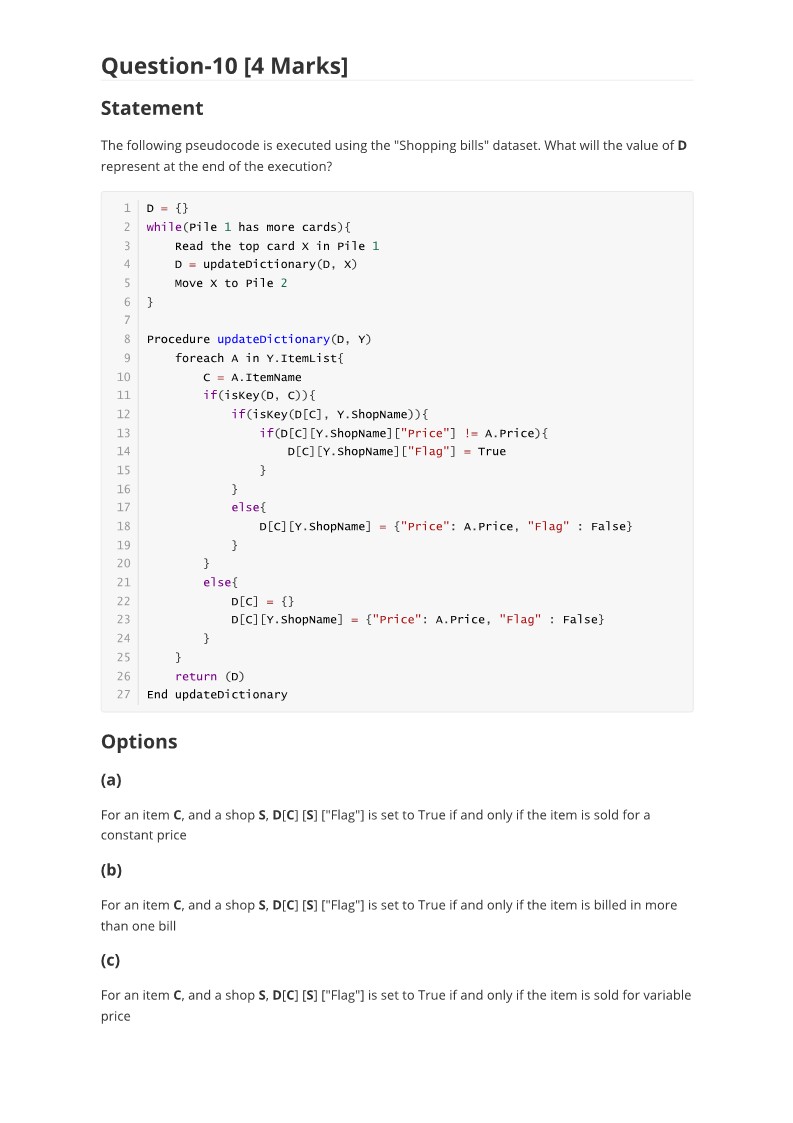 Question-10 [4 Marks]
Statement
The following pseudocode is executed using the "Shopping bills" dataset. What will the value of D
represent at the end of the execution?
1 D = {}
2 while(Pile 1 has more cards){
3     Read the top card X in Pile 1
4     D = updateDictionary(D, X)
5     Move X to Pile 2
6 }
7
8 Procedure updateDictionary(D, Y)
9     foreach A in Y.ItemList{
10         C = A.ItemName
11         if(isKey(D, C)){
12             if(isKey(D[C], Y.ShopName)){
13                 if(D[C][Y.ShopName]["Price"] != A.Price){
14                     D[C][Y.ShopName]["Flag"] = True
15                 }
16             }
17             else{
18                 D[C][Y.ShopName] = {"Price": A.Price, "Flag" : False}
19             }
20         }
21         else{
22             D[C] = {}
23             D[C][Y.ShopName] = {"Price": A.Price, "Flag" : False}
24         }
25     }
26     return (D)
27 End updateDictionary
Options
(a)
For an item C, and a shop S, D[C] [S] ["Flag"] is set to True if and only if the item is sold for a
constant price
(b)
For an item C, and a shop S, D[C] [S] ["Flag"] is set to True if and only if the item is billed in more
than one bill
(c)
For an item C, and a shop S, D[C] [S] ["Flag"] is set to True if and only if the item is sold for variable
price